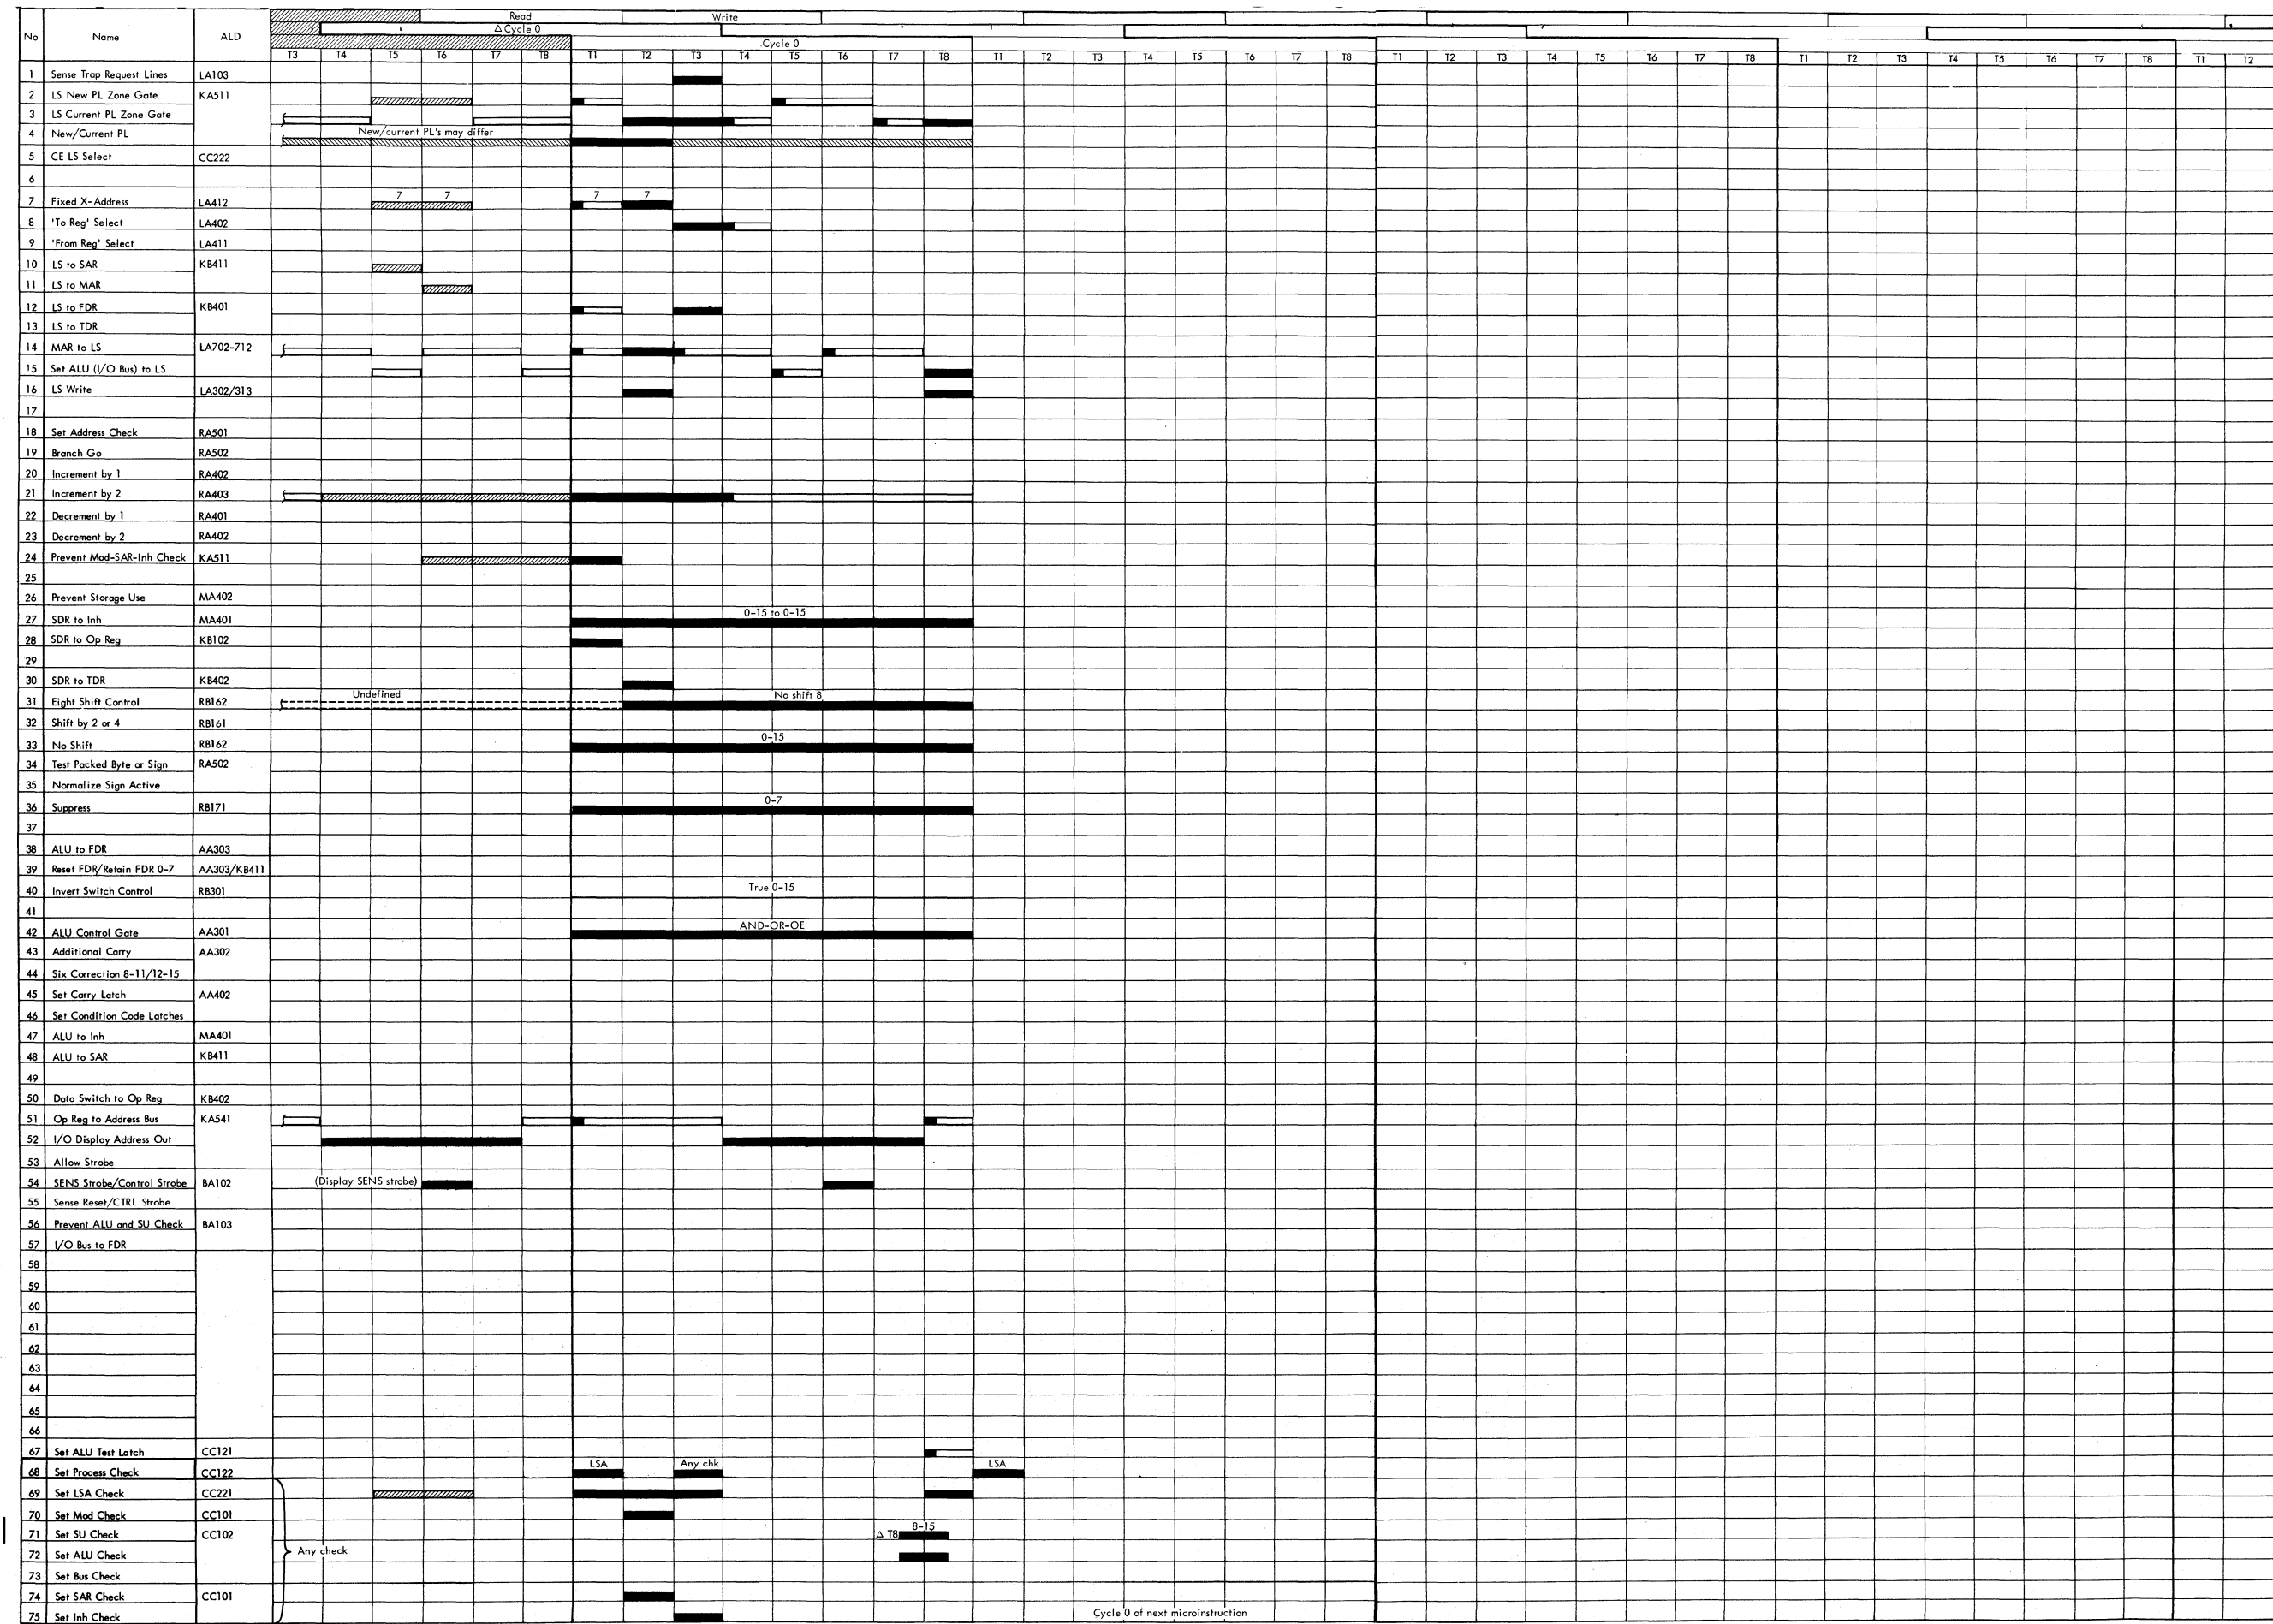 Read Write
△Cycle 0
No Name ALD
Cycle 0
T3 T4 T5 T6 T7 T8 T1 T2 T3 T4 T5 T6 T7 T8 T1 T2 T3 T4 T5 T6 T7 T8 T1 T2 T3 T4 T5 T6 T7 T8 T1 T2 T3 T4 T5 T6 T7 T8 T1 T2
1 Sense Trap Request Lines LA103
2 LS New PL Zone Gate KA511
3 LS Current PL Zone Gate
4 New/Current PL New/current PL's may differ
5 CE LS Select CC222
6
7 Fixed X-Address LA412 7 7 7 7
8 'To Reg' Select LA402
9 'From Reg' Select LA411
10 LS to SAR KB411
11 LS to MAR
12 LS to FDR KB401
13 LS to TDR
14 MAR to LS LA702-712
15 Set ALU (I/O Bus) to LS
16 LS Write LA302/313
17
18 Set Address Check RA501
19 Branch Go RA502
20 Increment by 1 RA402
21 Increment by 2 RA403
22 Decrement by 1 RA401
23 Decrement by 2 RA402
24 Prevent Mod-SAR-Inh Check KA511
25
26 Prevent Storage Use MA402
27 SDR to Inh MA401 0-15 to 0-15
28 SDR to Op Reg KB102
29
30 SDR to TDR KB402
31 Eight Shift Control RB162 Undefined No shift 8
32 Shift by 2 or 4 RB161
33 No Shift RB162 0-15
34 Test Packed Byte or Sign RA502
35 Normalize Sign Active
36 Suppress RB171 0-7
37
38 ALU to FDR AA303
39 Reset FDR/Retain FDR 0-7 AA303/KB411
40 Invert Switch Control RB301 True 0-15
41
42 ALU Control Gate AA301 AND-OR-OE
43 Additional Carry AA302
44 Six Correction 8-11/12-15
45 Set Carry Latch AA402
46 Set Condition Code Latches
47 ALU to Inh MA401
48 ALU to SAR KB411
49
50 Data Switch to Op Reg KB402
51 Op Reg to Address Bus KA541
52 I/O Display Address Out
53 Allow Strobe
54 SENS Strobe/Control Strobe BA102 (Display SENS strobe)
55 Sense Reset/CTRL Strobe
56 Prevent ALU and SU Check BA103
57 I/O Bus to FDR
58
59
60
61
62
63
64
65
66
67 Set ALU Test Latch CC121
68 Set Process Check CC122 LSA Any chk LSA
69 Set LSA Check CC221
70 Set Mod Check CC101
71 Set SU Check CC102 △ T8 8-15
72 Set ALU Check Any check
73 Set Bus Check
74 Set SAR Check CC101
75 Set Inh Check Cycle 0 of next microinstruction